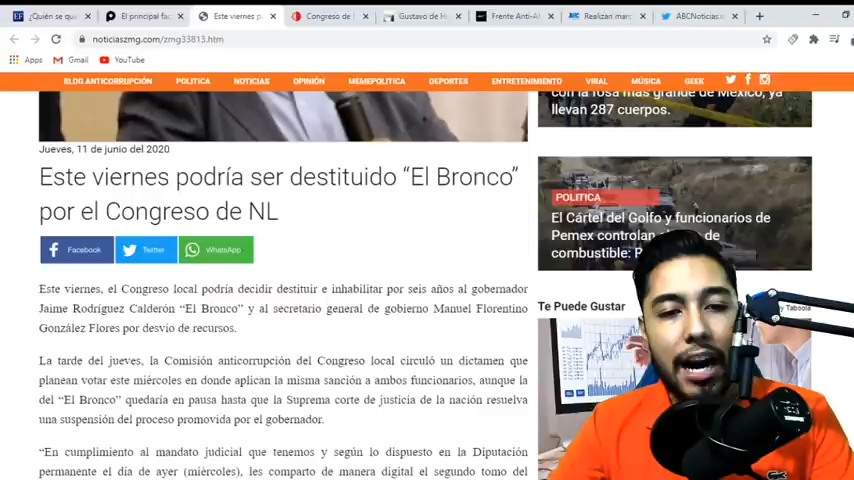 ¿Quién se qu
El principal fac
Este viernes p
Congreso de
Gustavo de H
Frente Anti-A
Realizan marc
ABCNoticias.
noticiaszmg.com/zmg33813.htm
Apps
Gmail
YouTube
BLOG ANTICORRUPCIÓN
POLITICA
NOTICIAS
OPINIÓN
MEMEPOLITICA
DEPORTES
ENTRETENIMIENTO
VIRAL
MÚSICA
GEEK
con la fosa más grande de México, ya
llevan 287 cuerpos.
Jueves, 11 de junio del 2020
Este viernes podría ser destituido “El Bronco”
por el Congreso de NL
Facebook
Twitter
WhatsApp
POLITICA
El Cártel del Golfo y funcionarios de
Pemex controlan de
combustible:
Te Puede Gustar
Taboola
Este viernes, el Congreso local podría decidir destituir e inhabilitar por seis años al gobernador
Jaime Rodríguez Calderón “El Bronco” y al secretario general de gobierno Manuel Florentino
González Flores por desvío de recursos.
La tarde del jueves, la Comisión anticorrupción del Congreso local circuló un dictamen que
planean votar este miércoles en donde aplican la misma sanción a ambos funcionarios, aunque la
del “El Bronco” quedaría en pausa hasta que la Suprema corte de justicia de la nación resuelva
una suspensión del proceso promovida por el gobernador.
“En cumplimiento al mandato judicial que tenemos y según lo dispuesto en la Diputación
permanente el día de ayer (miércoles), les comparto de manera digital el segundo tomo del